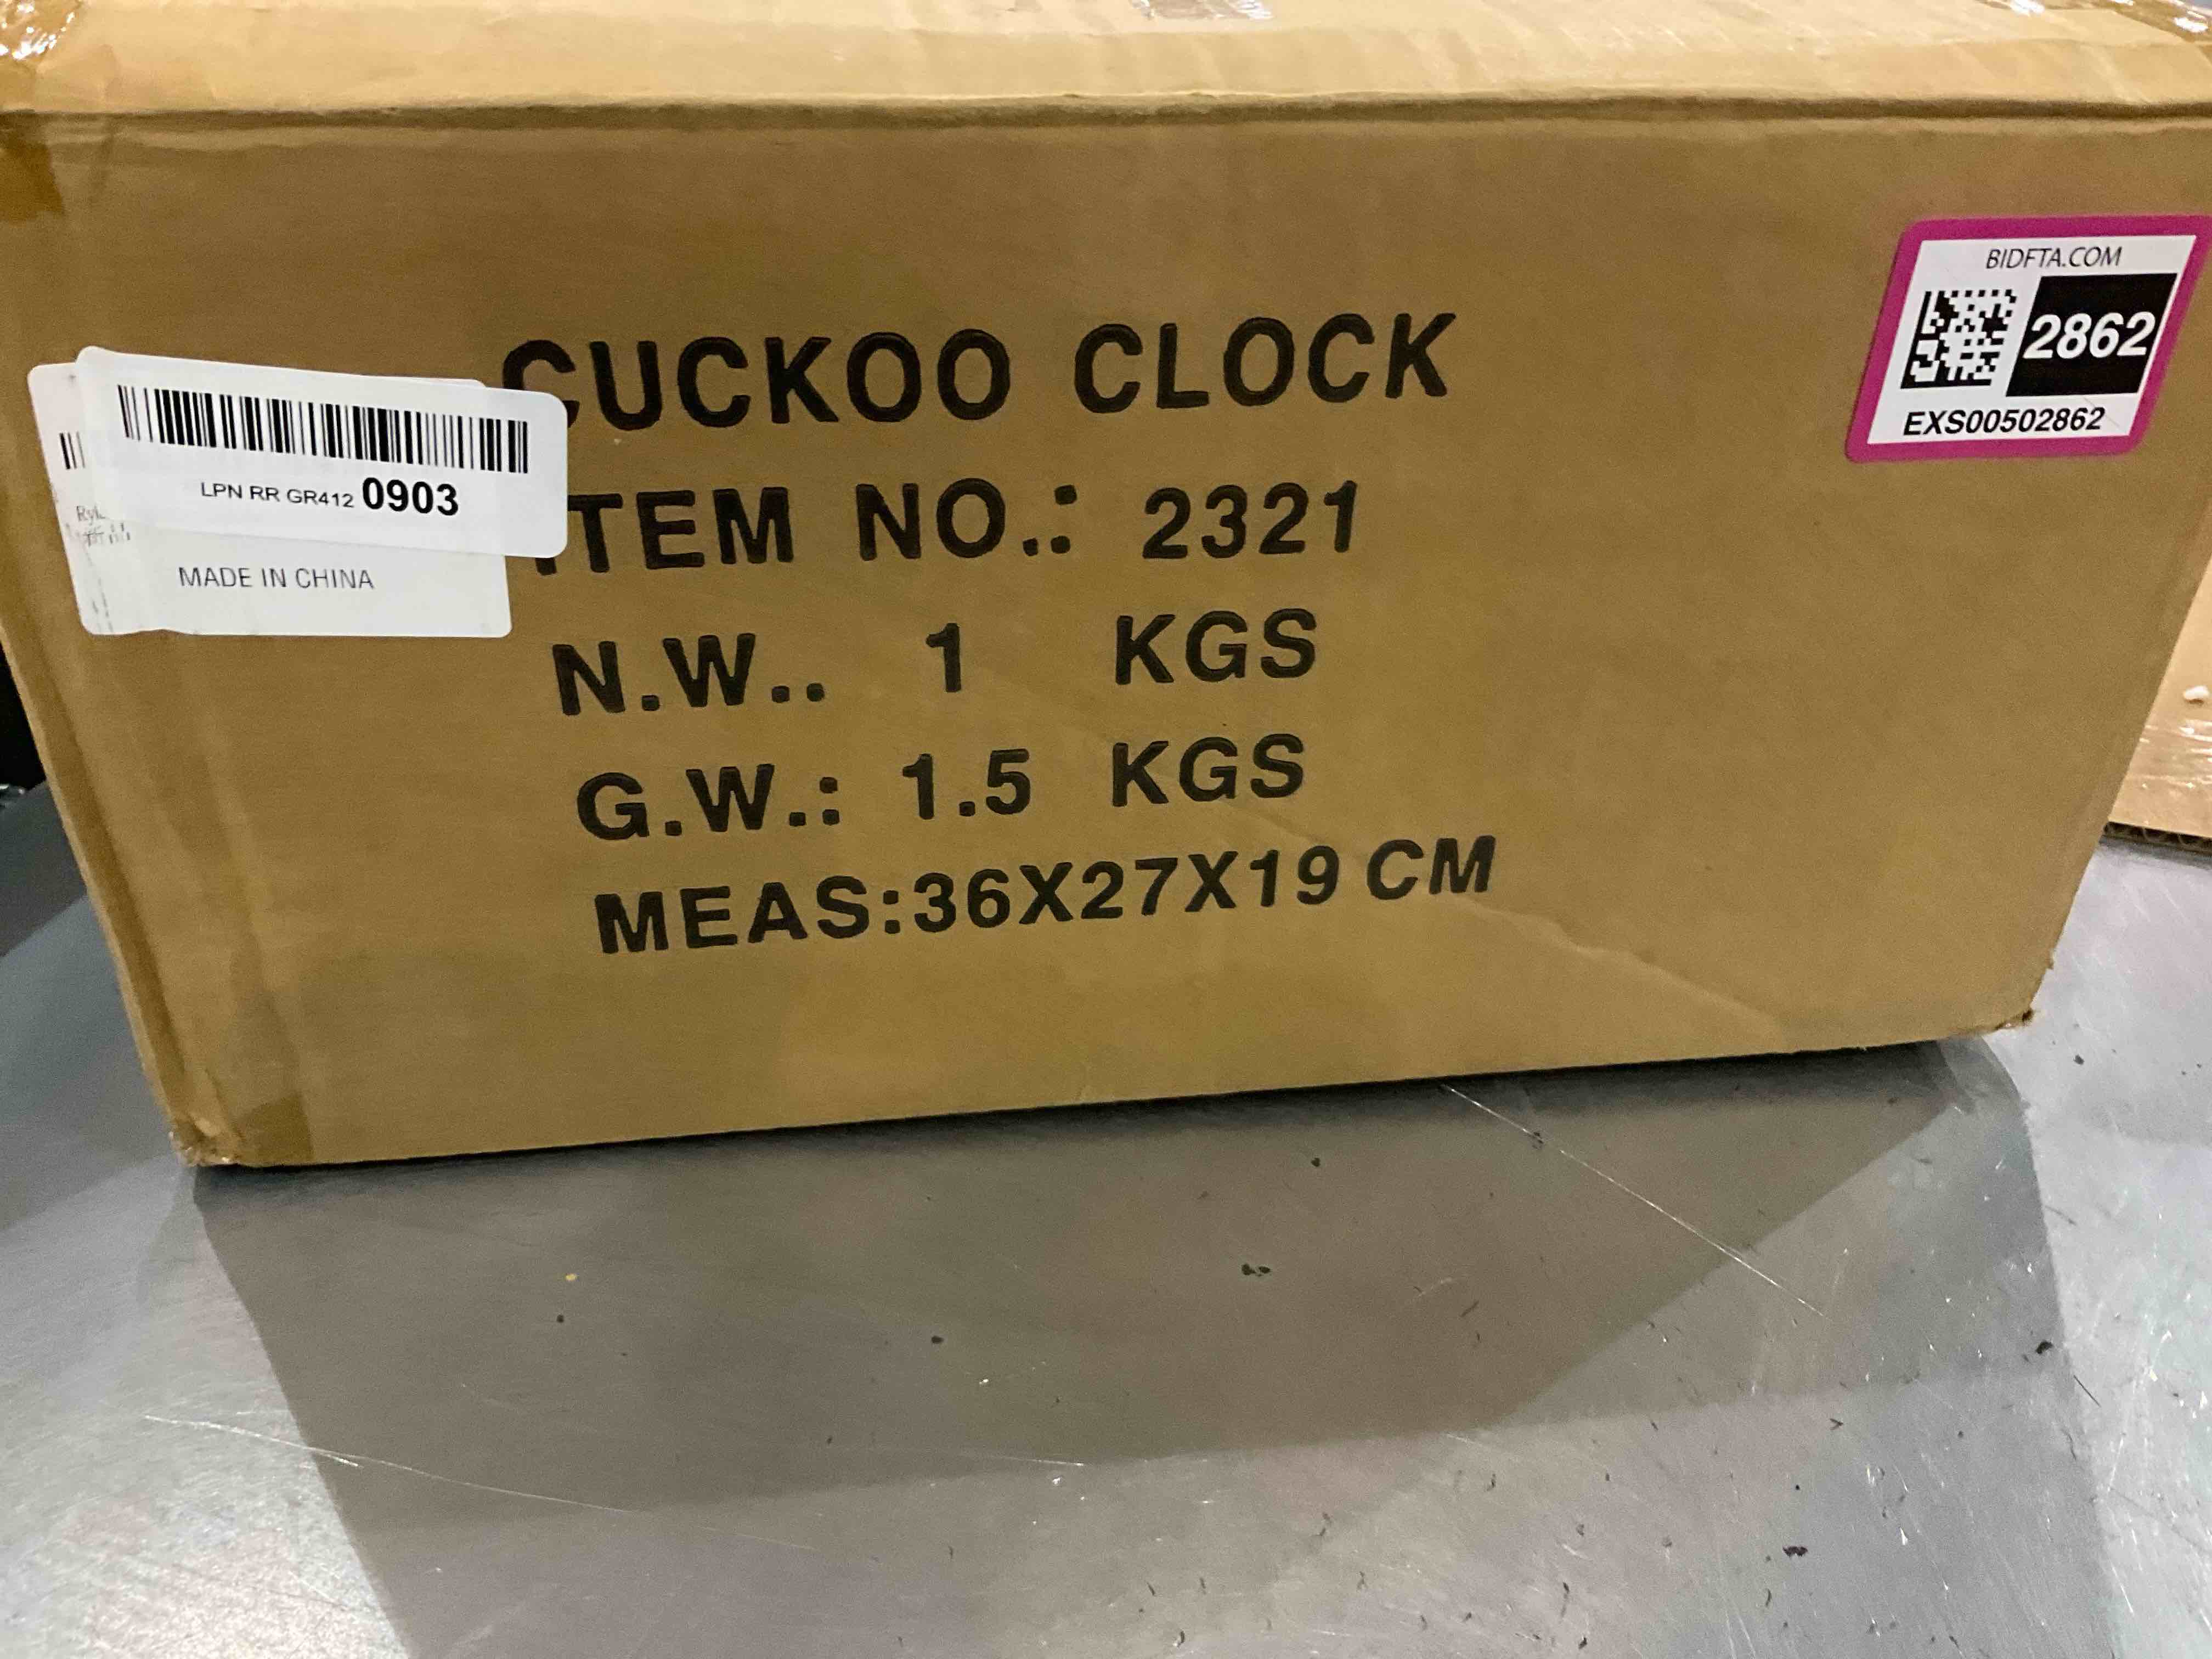 BIDFTA.COM
2862
EXS00502862
CUCKOO CLOCK
LPN RR GR412 0903
MADE IN CHINA
ITEM NO.: 2321
N.W.. 1 KGS
G.W.: 1.5 KGS
MEAS:36X27X19 CM